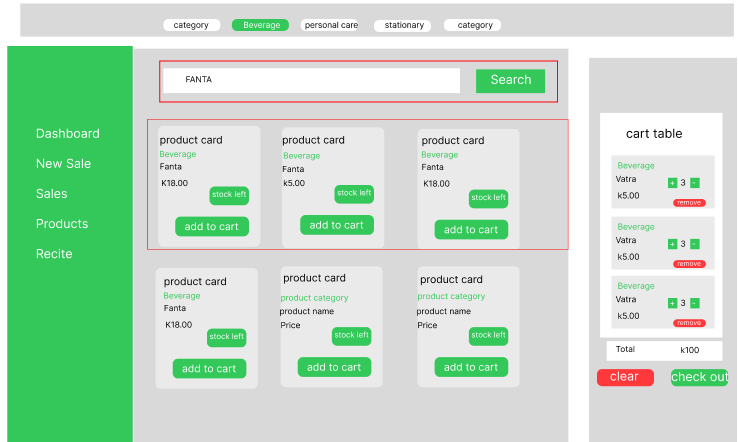 category Beverage personal care stationary category
Dashboard
New Sale
Sales
Products
Recite
FANTA Search
product card
Beverage
Fanta
K18.00
stock left
add to cart
product card
Beverage
Fanta
k5.00
stock left
add to cart
product card
Beverage
Fanta
K18.00
stock left
add to cart
product card
Beverage
Fanta
K18.00
stock left
add to cart
product card
product category
product name
Price
stock left
add to cart
product card
product category
product name
Price
stock left
add to cart
cart table
Beverage
Vatra
+ 3 -
k5.00
remove
Beverage
Vatra
+ 3 -
k5.00
remove
Beverage
Vatra
+ 3 -
k5.00
remove
Total k100
clear check out